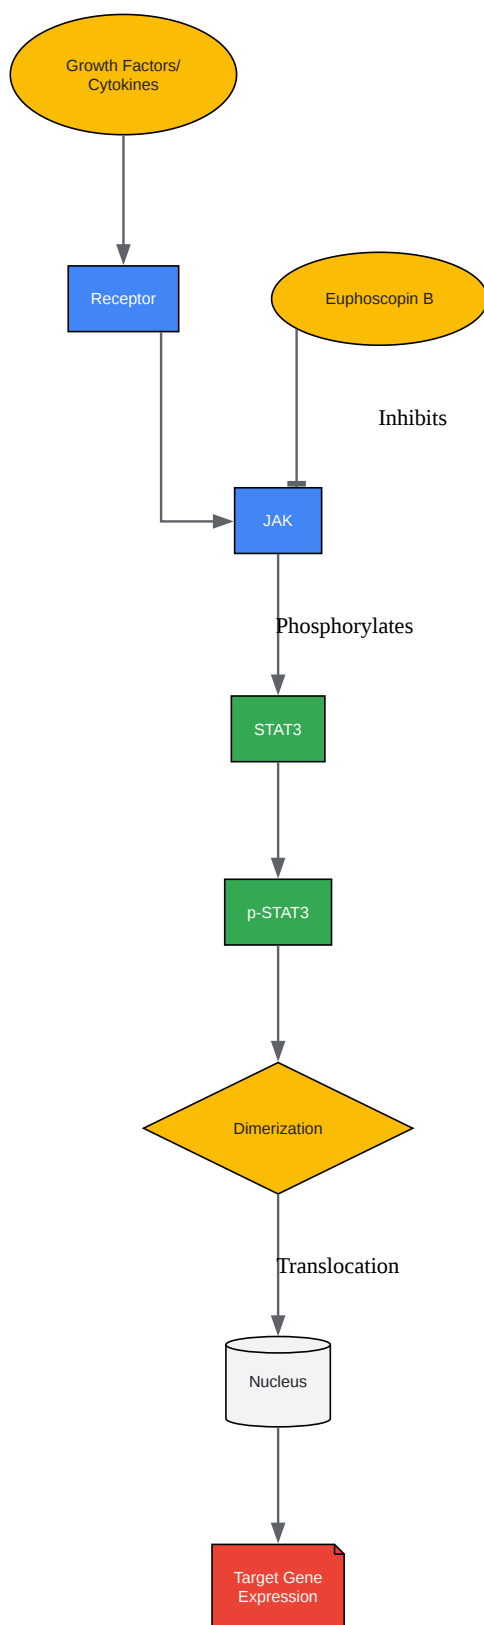 Growth Factors/
Cytokines
Receptor
Euphoscopin B
Inhibits
JAK
Phosphorylates
STAT3
p-STAT3
Dimerization
Translocation
Nucleus
Target Gene
Expression